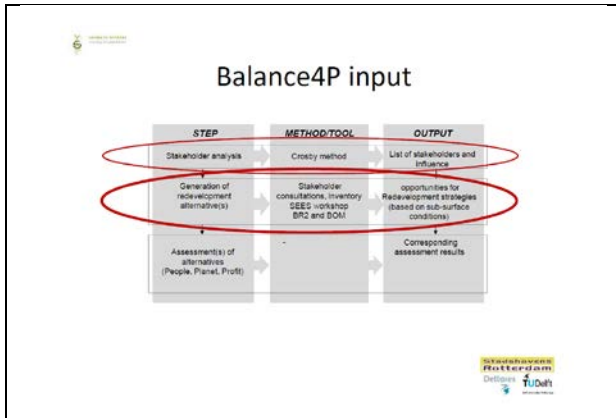 Balance4P input
STEP
METHOD/TOOL
OUTPUT
Stakeholder analysis
Crosby method
List of stakeholders and
influence
Generation of
redevelopment
alternative(s)
Stakeholder
consultations, Inventory
SEES workshop
BR2 and BOM
opportunities for
Redevelopment strategies
(based on sub-surface
conditions)
Assessment(s) of
alternatives
(People, Planet, Profit)
-
Corresponding
assessment results
Stadshavens
Rotterdam
Deltares
TUDelft